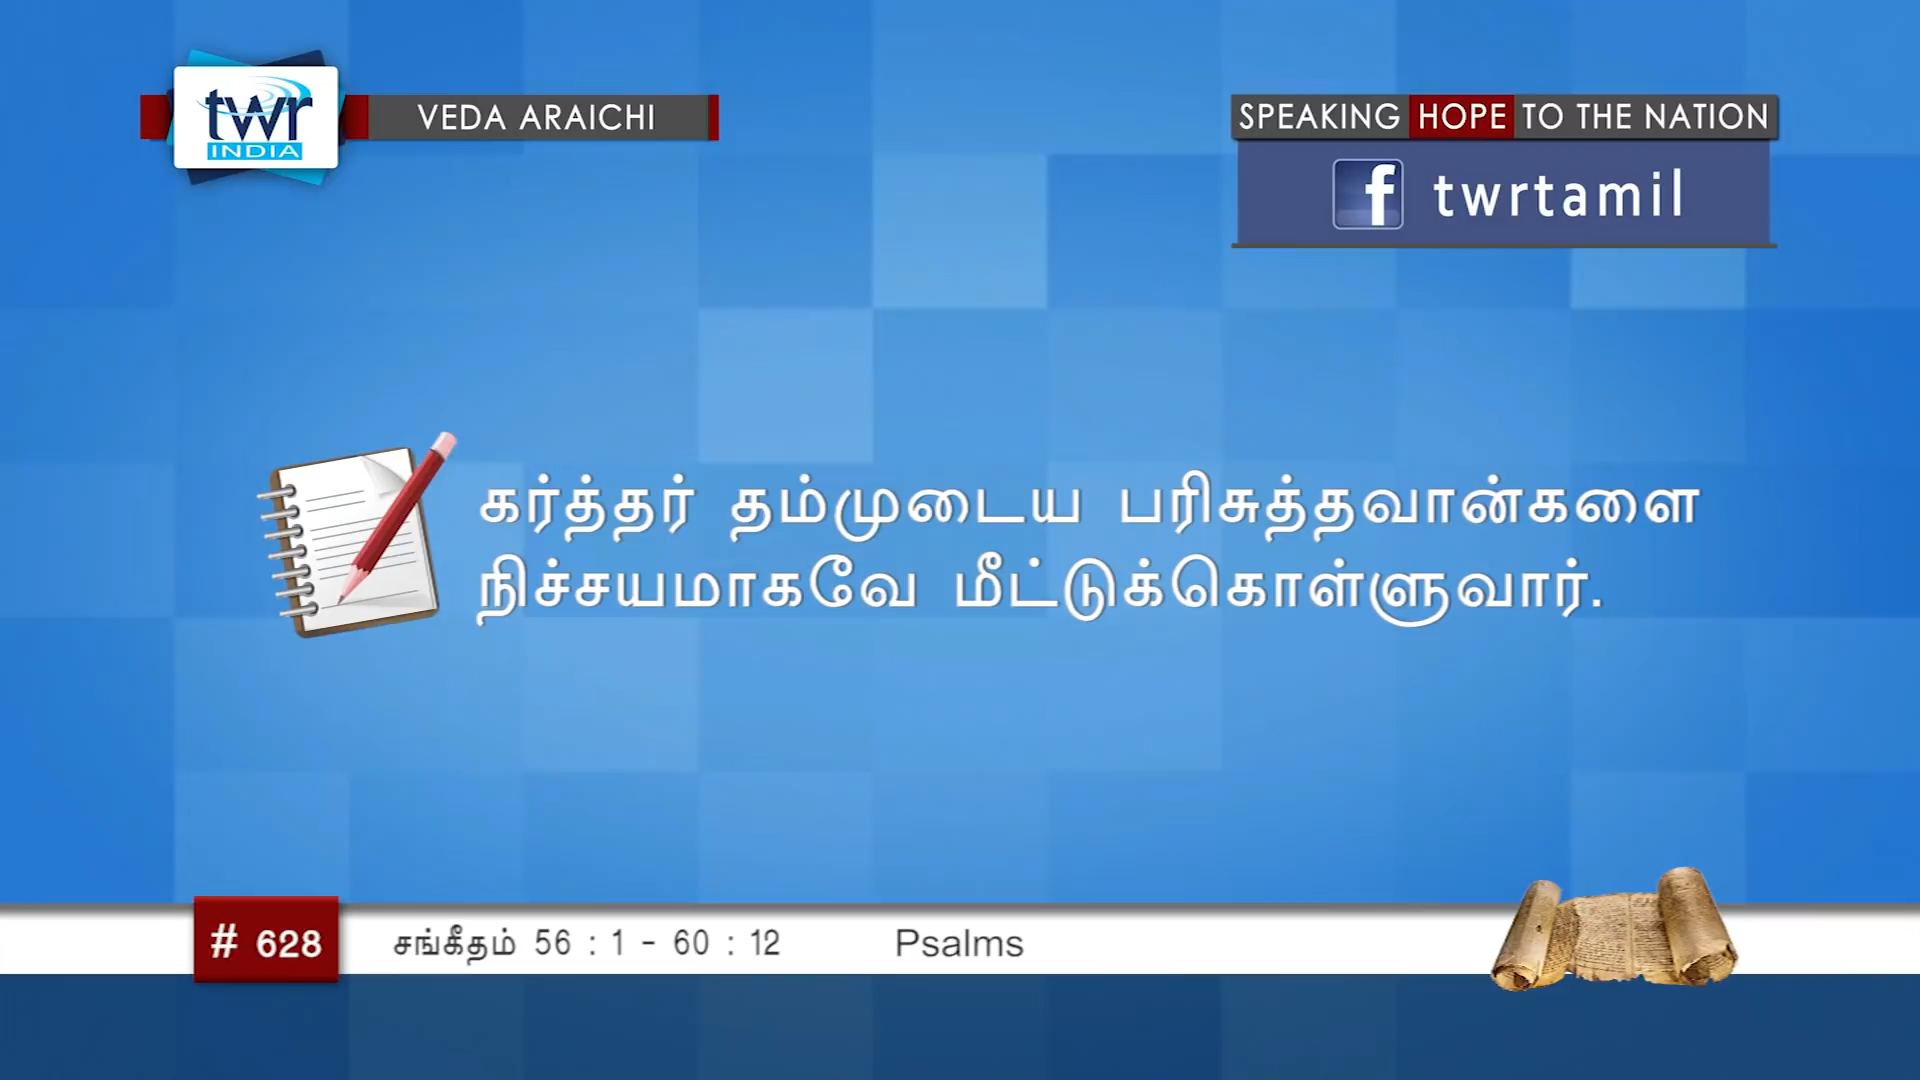 twr
INDIA
VEDA ARAICHI
SPEAKING HOPE TO THE NATION
f twrtamil
கர்த்தர் தம்முடைய பரிசுத்தவான்களை
நிச்சயமாகவே மீட்டுக்கொள்ளுவார்.
# 628 சங்கீதம் 56 : 1 - 60 : 12 Psalms